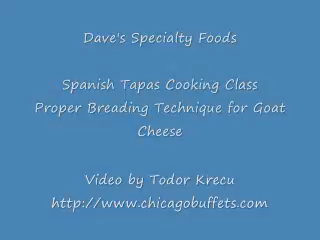 Dave's Specialty Foods
Spanish Tapas Cooking Class
Proper Breading Technique for Goat
Cheese
Video by Todor Krecu
http://www.chicagobuffets.com